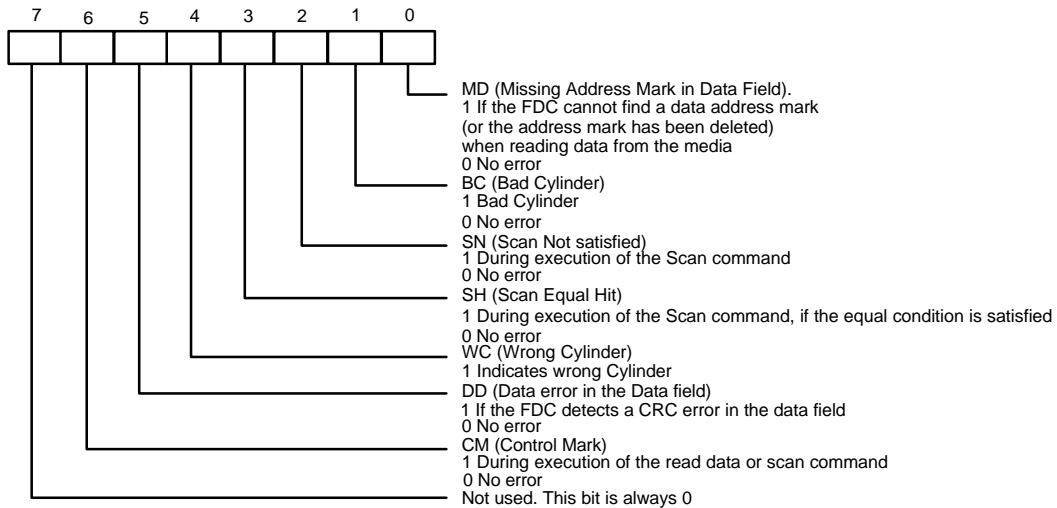 7 6 5 4 3 2 1 0
MD (Missing Address Mark in Data Field).
1 If the FDC cannot find a data address mark
(or the address mark has been deleted)
when reading data from the media
0 No error
BC (Bad Cylinder)
1 Bad Cylinder
0 No error
SN (Scan Not satisfied)
1 During execution of the Scan command
0 No error
SH (Scan Equal Hit)
1 During execution of the Scan command, if the equal condition is satisfied
0 No error
WC (Wrong Cylinder)
1 Indicates wrong Cylinder
DD (Data error in the Data field)
1 If the FDC detects a CRC error in the data field
0 No error
CM (Control Mark)
1 During execution of the read data or scan command
0 No error
Not used. This bit is always 0